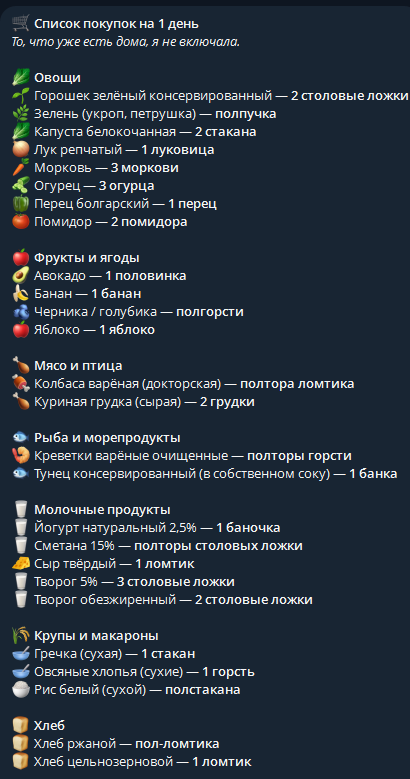 🛒 Список покупок на 1 день
То, что уже есть дома, я не включала.

🥬 Овощи
🌱 Горошек зелёный консервированный — 2 столовые ложки
🌿 Зелень (укроп, петрушка) — полпучка
🥬 Капуста белокочанная — 2 стакана
🧅 Лук репчатый — 1 луковица
🥕 Морковь — 3 моркови
🥒 Огурец — 3 огурца
🫑 Перец болгарский — 1 перец
🍅 Помидор — 2 помидора

🍎 Фрукты и ягоды
🥑 Авокадо — 1 половинка
🍌 Банан — 1 банан
🫐 Черника / голубика — полгорсти
🍎 Яблоко — 1 яблоко

🍗 Мясо и птица
🍖 Колбаса варёная (докторская) — полтора ломтика
🍗 Куриная грудка (сырая) — 2 грудки

🐟 Рыба и морепродукты
🦐 Креветки варёные очищенные — полторы горсти
🐟 Тунец консервированный (в собственном соку) — 1 банка

🥛 Молочные продукты
🥛 Йогурт натуральный 2,5% — 1 баночка
🥛 Сметана 15% — полторы столовых ложки
🧀 Сыр твёрдый — 1 ломтик
🥛 Творог 5% — 3 столовые ложки
🥛 Творог обезжиренный — 2 столовые ложки

🌾 Крупы и макароны
🥣 Гречка (сухая) — 1 стакан
🥣 Овсяные хлопья (сухие) — 1 горсть
🍚 Рис белый (сухой) — полстакана

🍞 Хлеб
🍞 Хлеб ржаной — пол-ломтика
🍞 Хлеб цельнозерновой — 1 ломтик